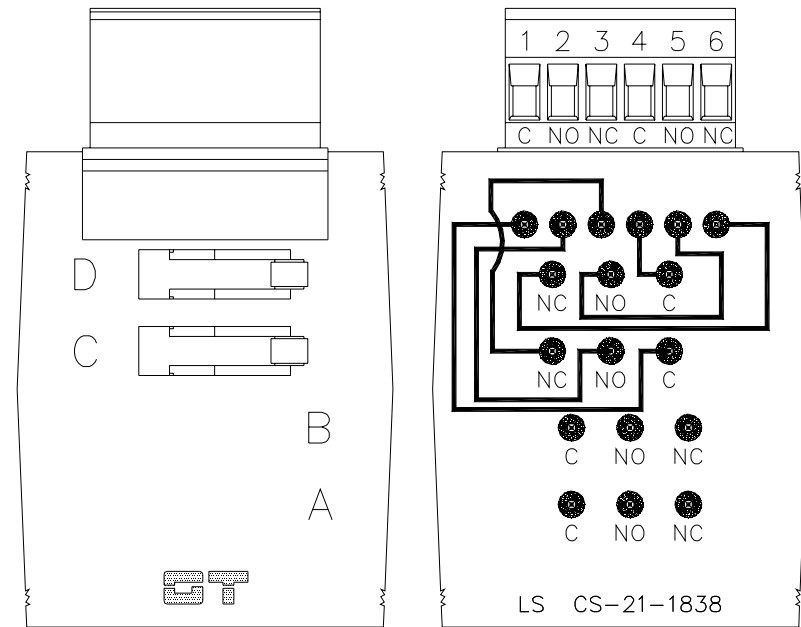 1 2 3 4 5 6
C NO NC C NO NC
D
NC NO C
C
NC NO C
B
C NO NC
A
C NO NC
OT
LS CS-21-1838